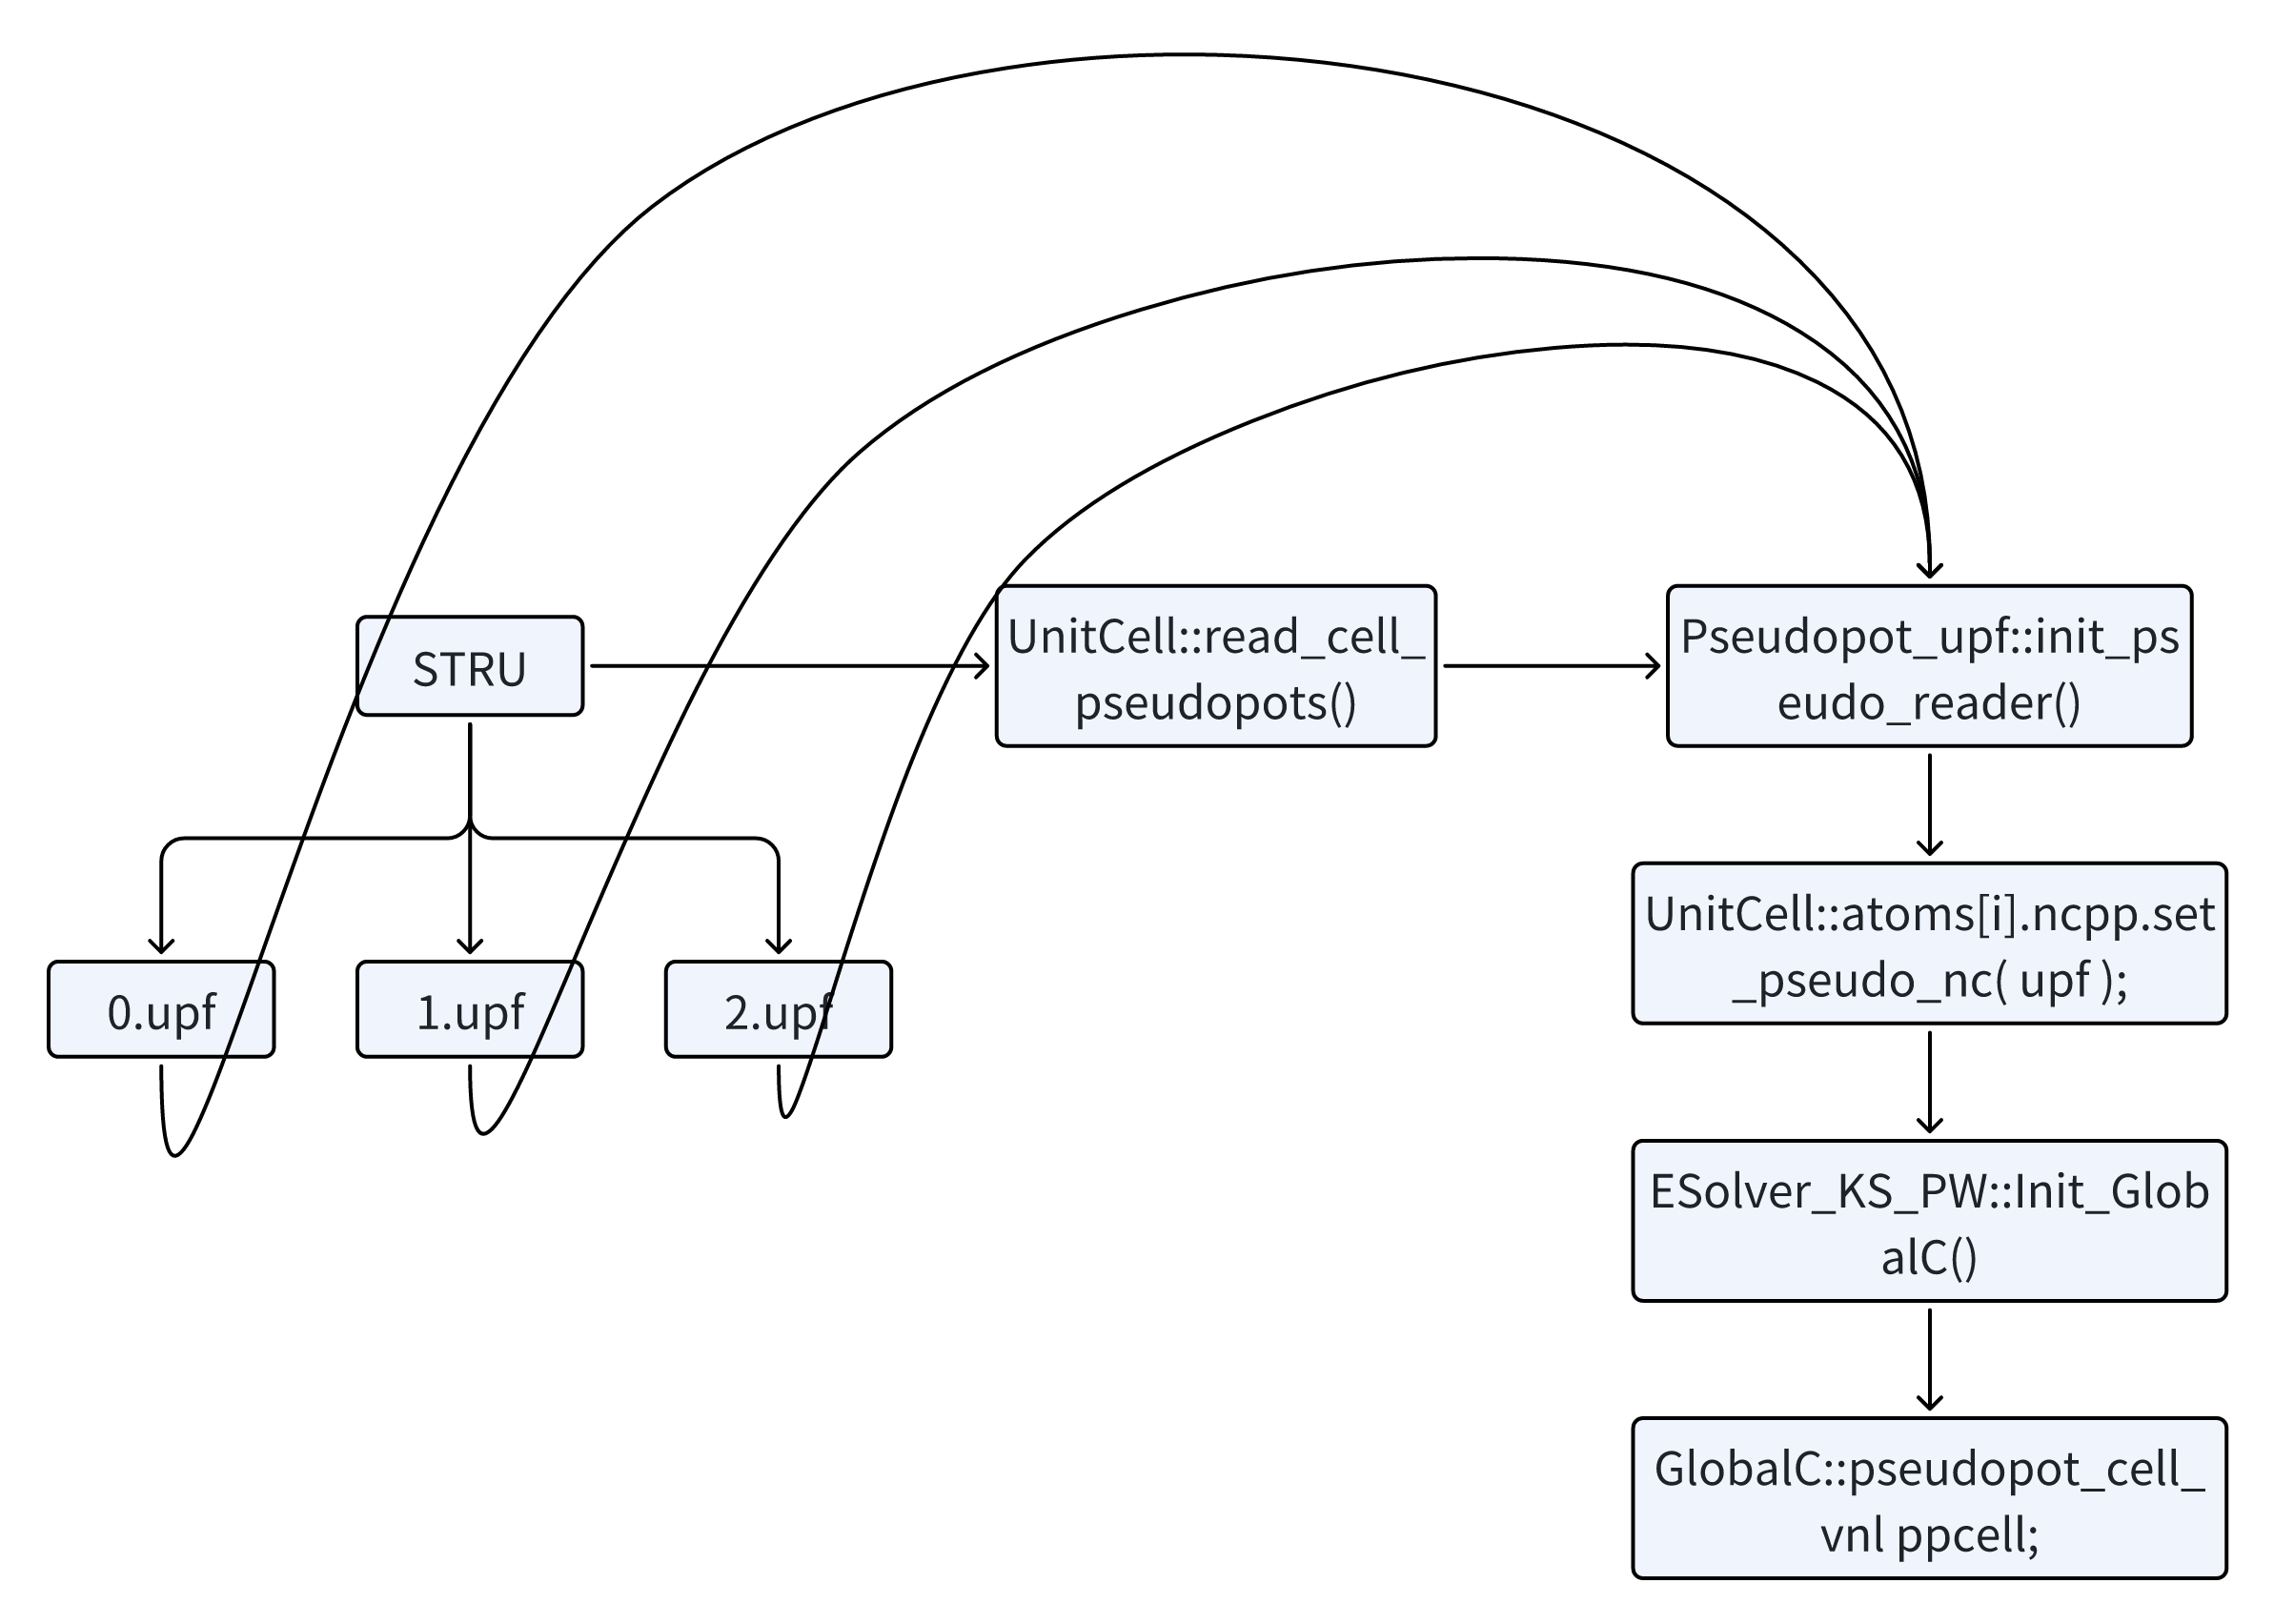 STRU
UnitCell::read_cell_
pseudopots()
Pseudopot_upf::init_ps
eudo_reader()
0.upf
1.upf
2.upf
UnitCell::atoms[i].ncpp.set
_pseudo_nc( upf );
ESolver_KS_PW::Init_Glob
alC()
GlobalC::pseudopot_cell_
vnl ppcell;